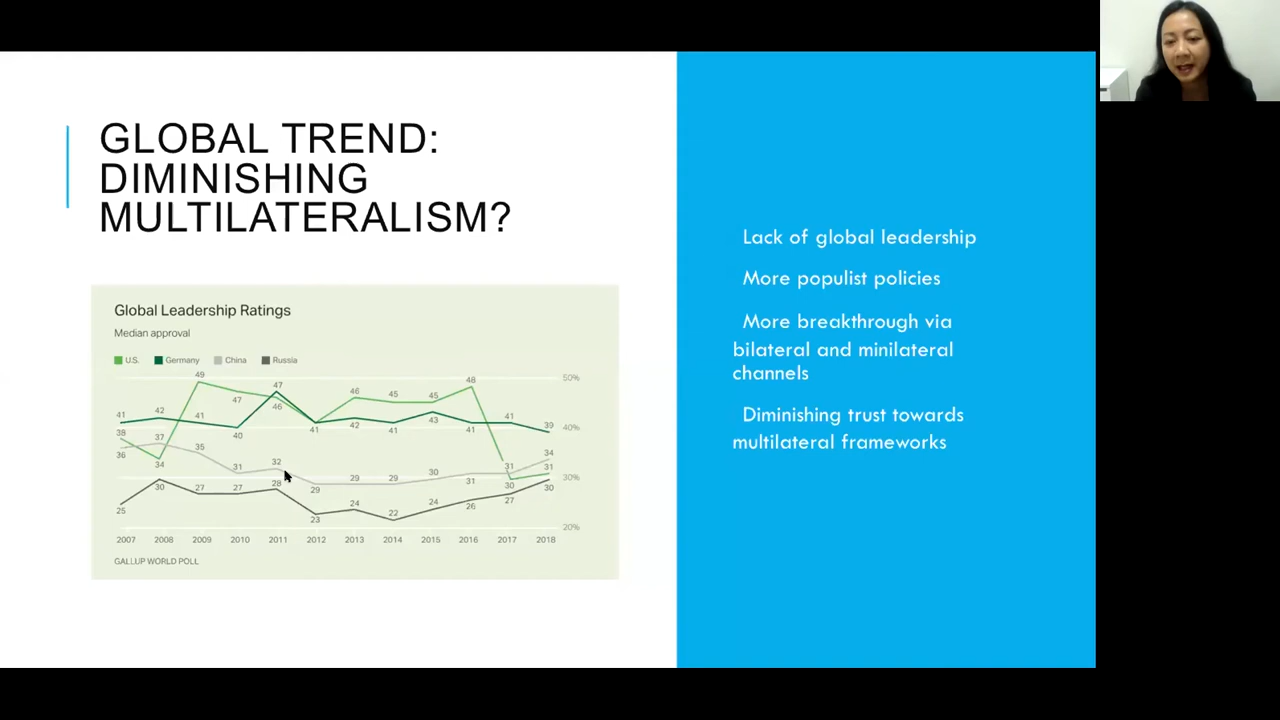 GLOBAL TREND:
DIMINISHING
MULTILATERALISM?
Global Leadership Ratings
Median approval
U.S. Germany China Russia
49 47 46 45 45 48 50%
41 42 41 47 46 42 41 43 41 41 39 40%
38 37 35 40 41 34
36 34 31 32 29 29 29 30 31 31 30 31 30%
30 27 27 28 24 24 26 27 30
25 23 22 20%
2007 2008 2009 2010 2011 2012 2013 2014 2015 2016 2017 2018
GALLUP WORLD POLL
Lack of global leadership
More populist policies
More breakthrough via
bilateral and minilateral
channels
Diminishing trust towards
multilateral frameworks